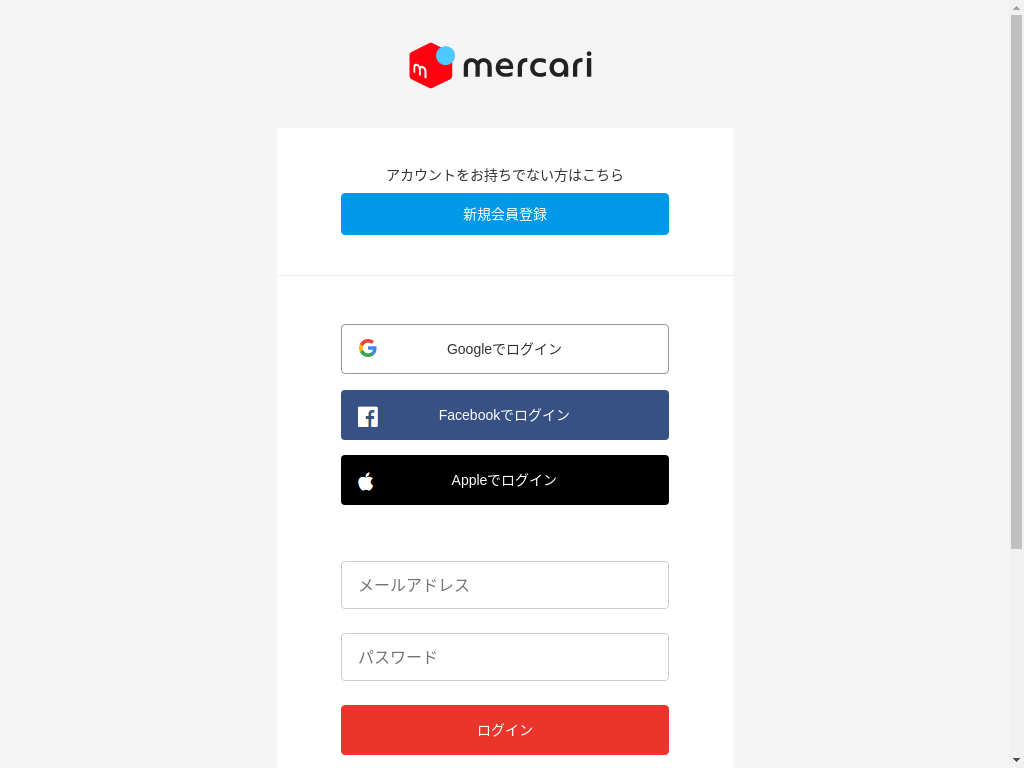 mercari
アカウントをお持ちでない方はこちら
新規会員登録
Googleでログイン
Facebookでログイン
Appleでログイン
メールアドレス
パスワード
ログイン